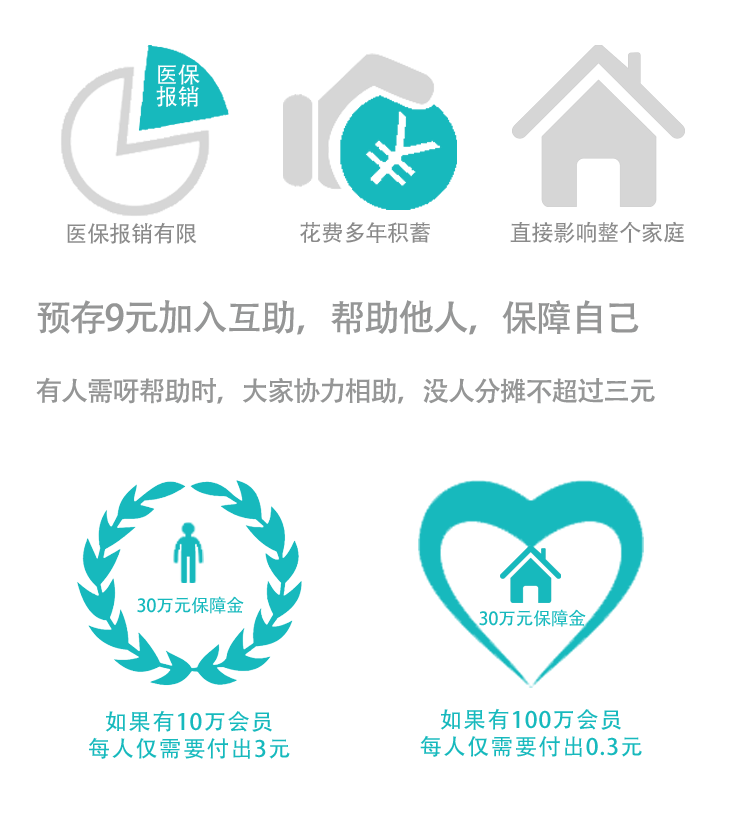 医保
报销
医保报销有限
花费多年积蓄
直接影响整个家庭
预存9元加入互助，帮助他人，保障自己
有人需呀帮助时，大家协力相助，没人分摊不超过三元
30万元保障金
30万元保障金
如果有10万会员
每人仅需要付出3元
如果有100万会员
每人仅需要付出0.3元